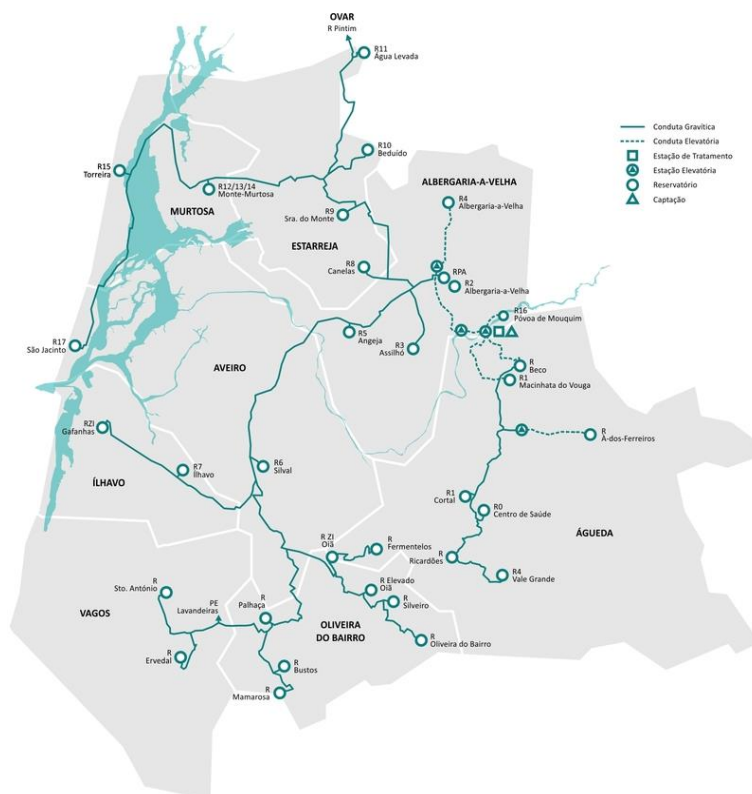 OVAR
R Pintim
R11
Água Levada
R10
Beduído
R15
Torreira
R12/13/14
Monte-Murtosa
MURTOSA
R9
Sra. do Monte
ESTARREJA
ALBERGARIA-A-VELHA
R4
Albergaria-a-Velha
Conduta Gravítica
Conduta Elevatória
Estação de Tratamento
Estação Elevatória
Reservatório
Captação
R8
Canelas
RPA
R2
Albergaria-a-Velha
R16
Póvoa de Mouquim
R17
São Jacinto
R5
Angeja
R3
Assilhó
AVEIRO
R
Beco
R1
Macinhata do Vouga
RZI
Gafanhas
R
A-dos-Ferreiros
R7
Ílhavo
R6
Silval
ÍLHAVO
R1
Cortal
R0
Centro de Saúde
ÁGUEDA
R ZI
Oiã
R
Fermentelos
R
Ricardães
R4
Vale Grande
VAGOS
R
Sto. António
PE
Lavandeiras
R
Palhaça
R Elevado
Oiã
R
Silveiro
OLIVEIRA
DO BAIRRO
R
Oliveira do Bairro
R
Ervedal
R
Bustos
R
Mamarosa